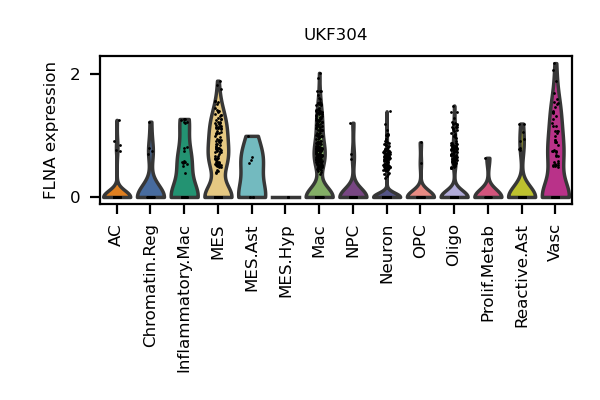 UKF304
FLNA expression
2
0
AC
Chromatin.Reg
Inflammatory.Mac
MES
MES.Ast
MES.Hyp
Mac
NPC
Neuron
OPC
Oligo
Prolif.Metab
Reactive.Ast
Vasc